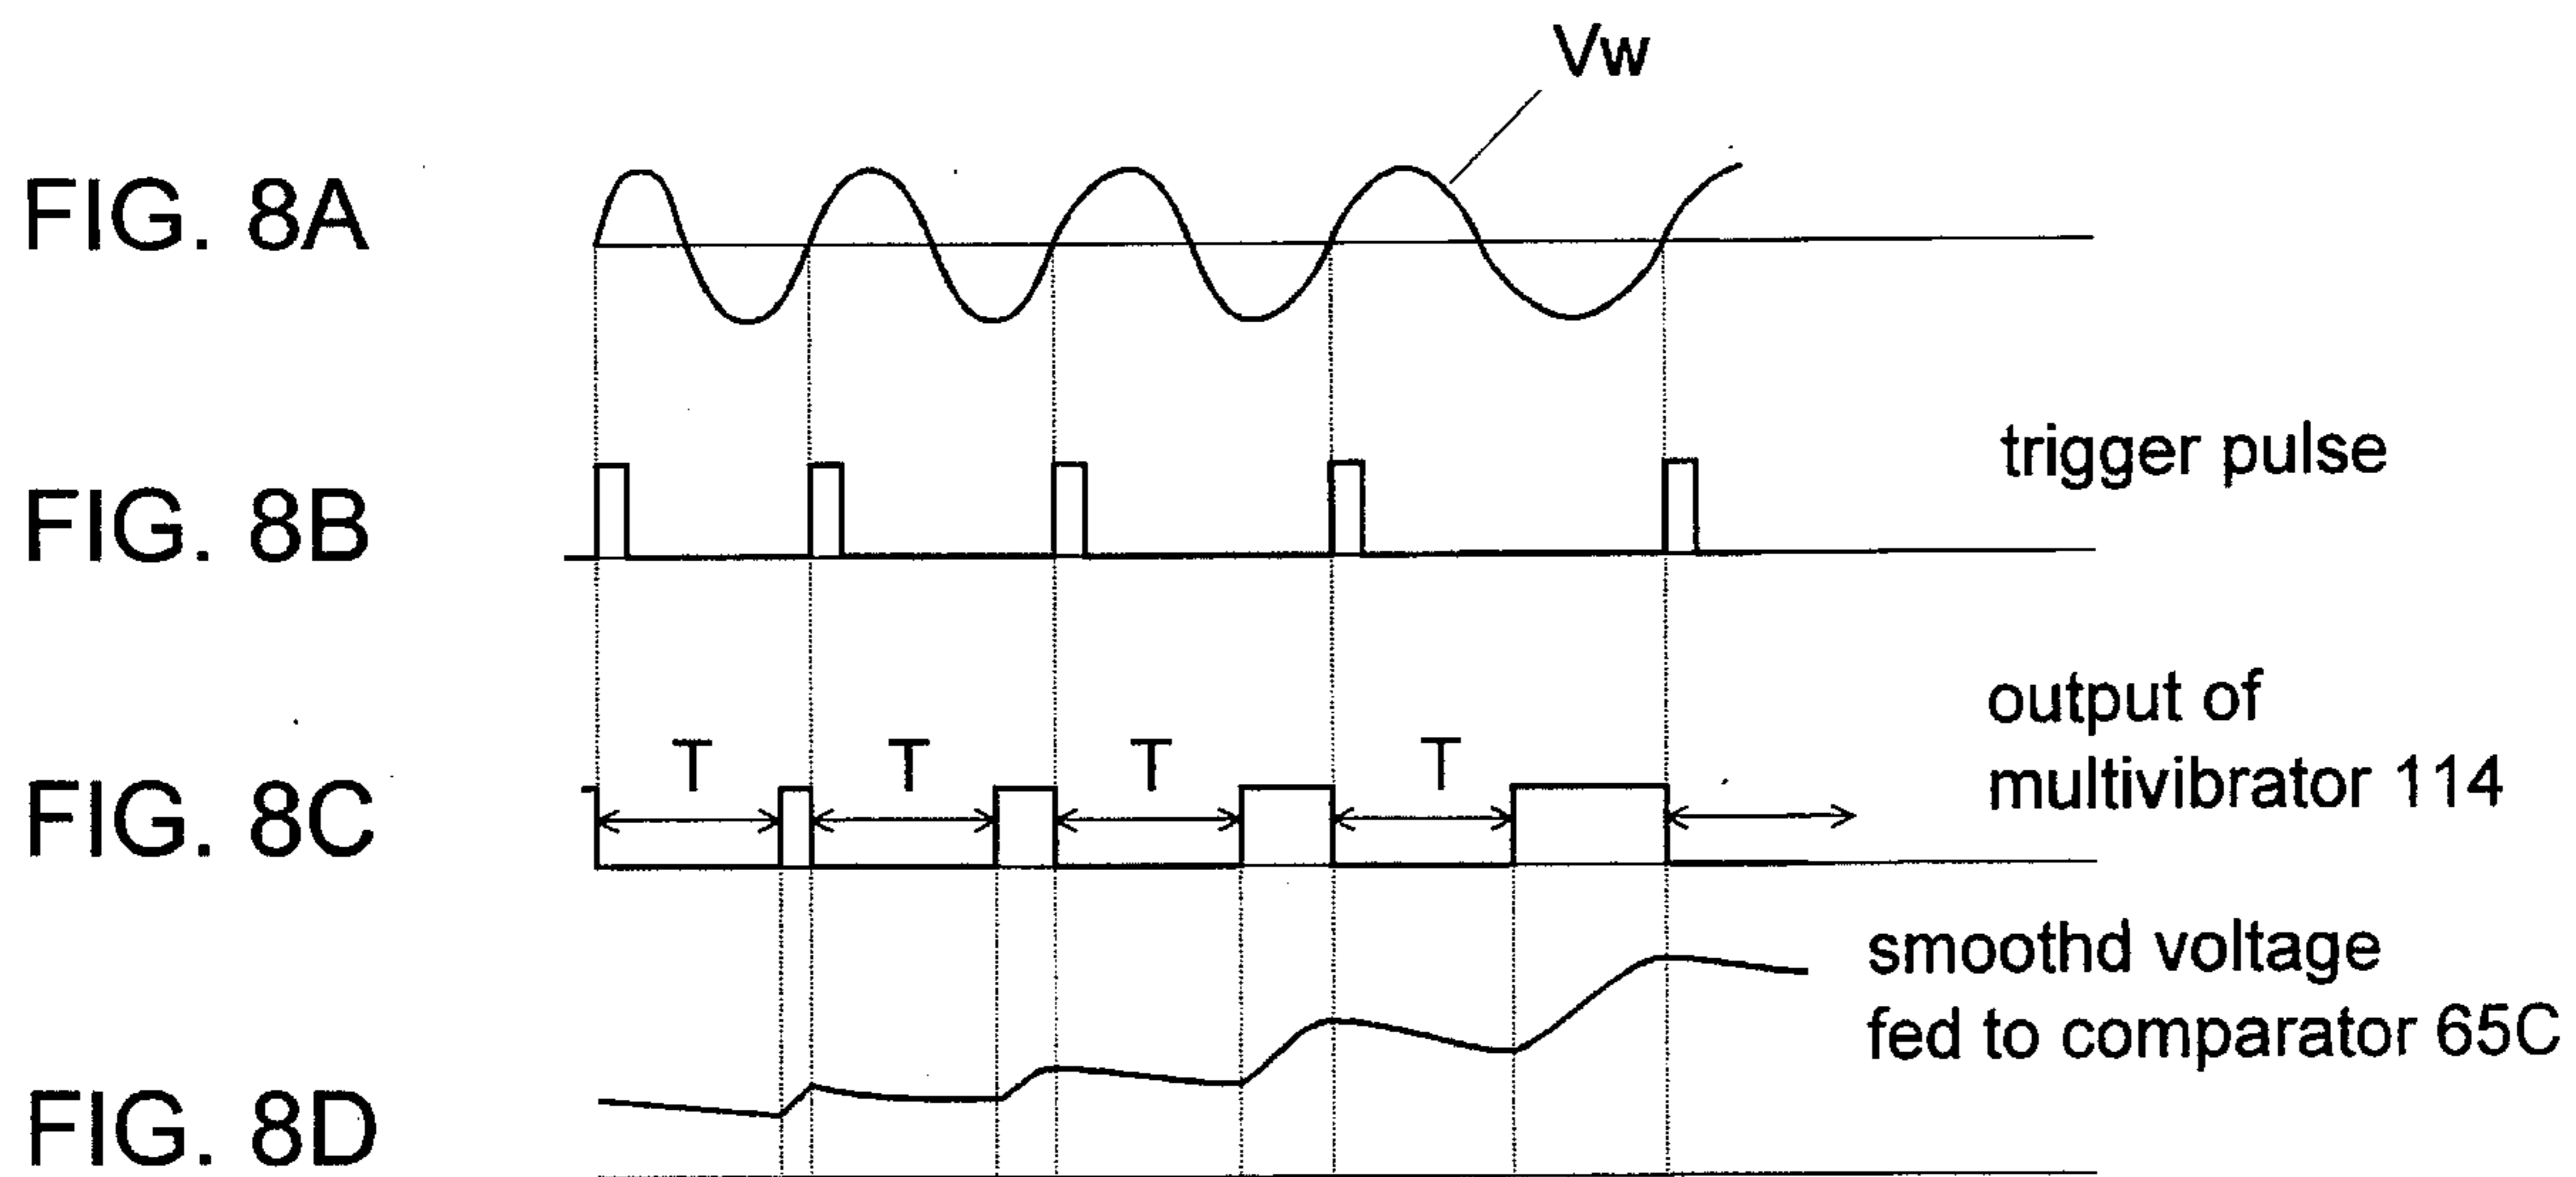 Vw
FIG. 8A
trigger pulse
FIG. 8B
T T T T
output of
multivibrator 114
FIG. 8C
smoothd voltage
fed to comparator 65C
FIG. 8D